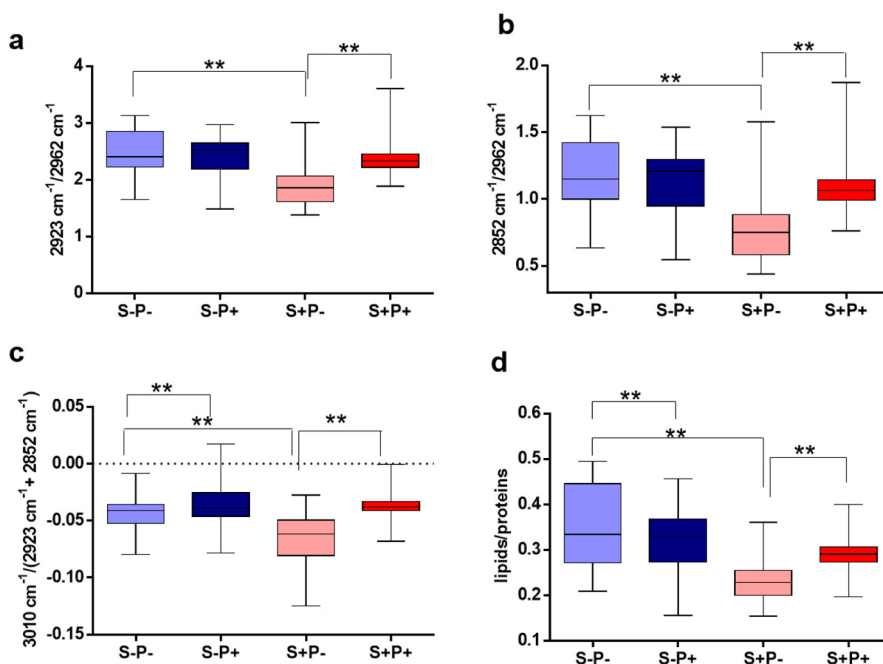 a
**
**
2923 cm⁻¹/2962 cm⁻¹
4
3
2
1
0
S-P-
S-P+
S+P-
S+P+
b
**
**
2852 cm⁻¹/2962 cm⁻¹
2.0
1.5
1.0
0.5
S-P-
S-P+
S+P-
S+P+
c
**
**
**
3010 cm⁻¹/(2923 cm⁻¹+ 2852 cm⁻¹)
0.05
0.00
-0.05
-0.10
-0.15
S-P-
S-P+
S+P-
S+P+
d
**
**
**
lipids/proteins
0.6
0.5
0.4
0.3
0.2
0.1
S-P-
S-P+
S+P-
S+P+